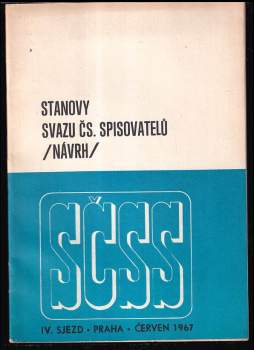 STANOVY
SVAZU ČS. SPISOVATELŮ
/NÁVRH/
SČSS
IV. SJEZD • PRAHA • ČERVEN 1967